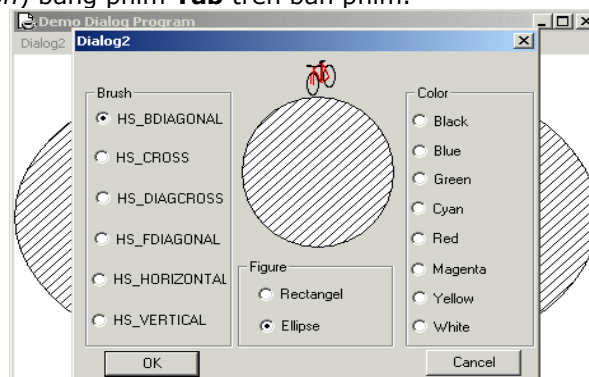 on) bằng phím Tab trên bàn phím.
Demo Dialog Program
Dialog2
Dialog2
Brush
HS_BDIAGONAL
HS_CROSS
HS_DIAGCROSS
HS_FDIAGONAL
HS_HORIZONTAL
HS_VERTICAL
Figure
Rectangel
Ellipse
Color
Black
Blue
Green
Cyan
Red
Magenta
Yellow
White
OK
Cancel